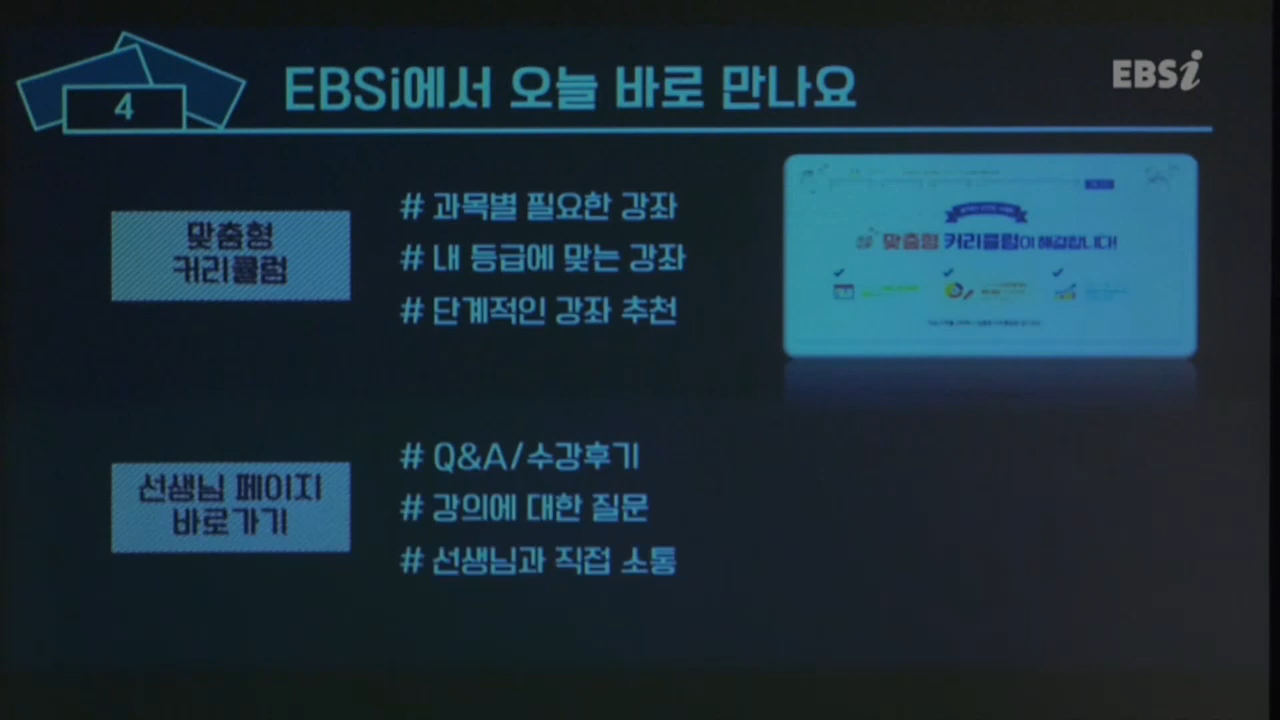 4
EBSi에서 오늘 바로 만나요
EBSi
맞춤형
커리큘럼
# 과목별 필요한 강좌
# 내 등급에 맞는 강좌
# 단계적인 강좌 추천
맞춤형 커리큘럼이 해결합니다!
선생님 페이지
바로가기
# Q&A/수강후기
# 강의에 대한 질문
# 선생님과 직접 소통